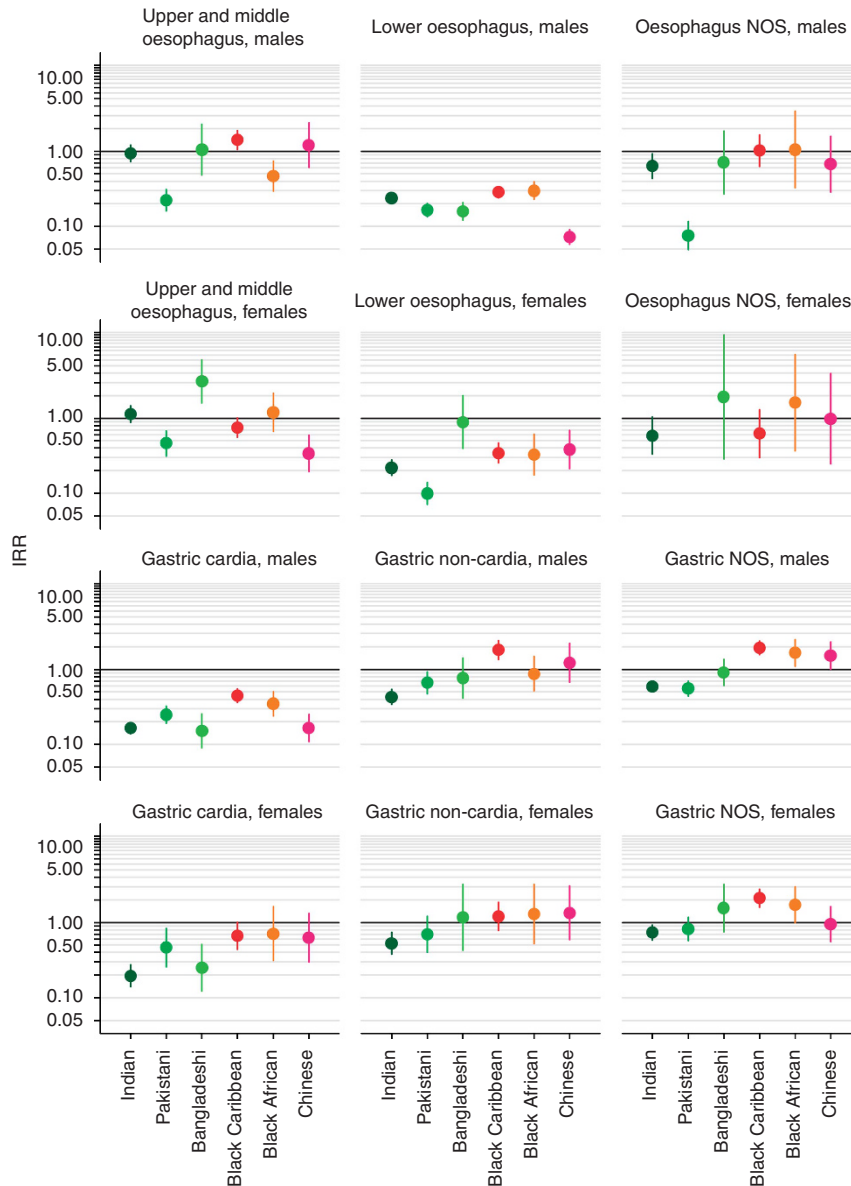 Upper and middle
oesophagus, males
Lower oesophagus, males
Oesophagus NOS, males
10.00
5.00
1.00
0.50
0.10
0.05
Upper and middle
oesophagus, females
Lower oesophagus, females
Oesophagus NOS, females
10.00
5.00
1.00
0.50
0.10
0.05
IRR
Gastric cardia, males
Gastric non-cardia, males
Gastric NOS, males
10.00
5.00
1.00
0.50
0.10
0.05
Gastric cardia, females
Gastric non-cardia, females
Gastric NOS, females
10.00
5.00
1.00
0.50
0.10
0.05
Indian
Pakistani
Bangladeshi
Black Caribbean
Black African
Chinese
Indian
Pakistani
Bangladeshi
Black Caribbean
Black African
Chinese
Indian
Pakistani
Bangladeshi
Black Caribbean
Black African
Chinese